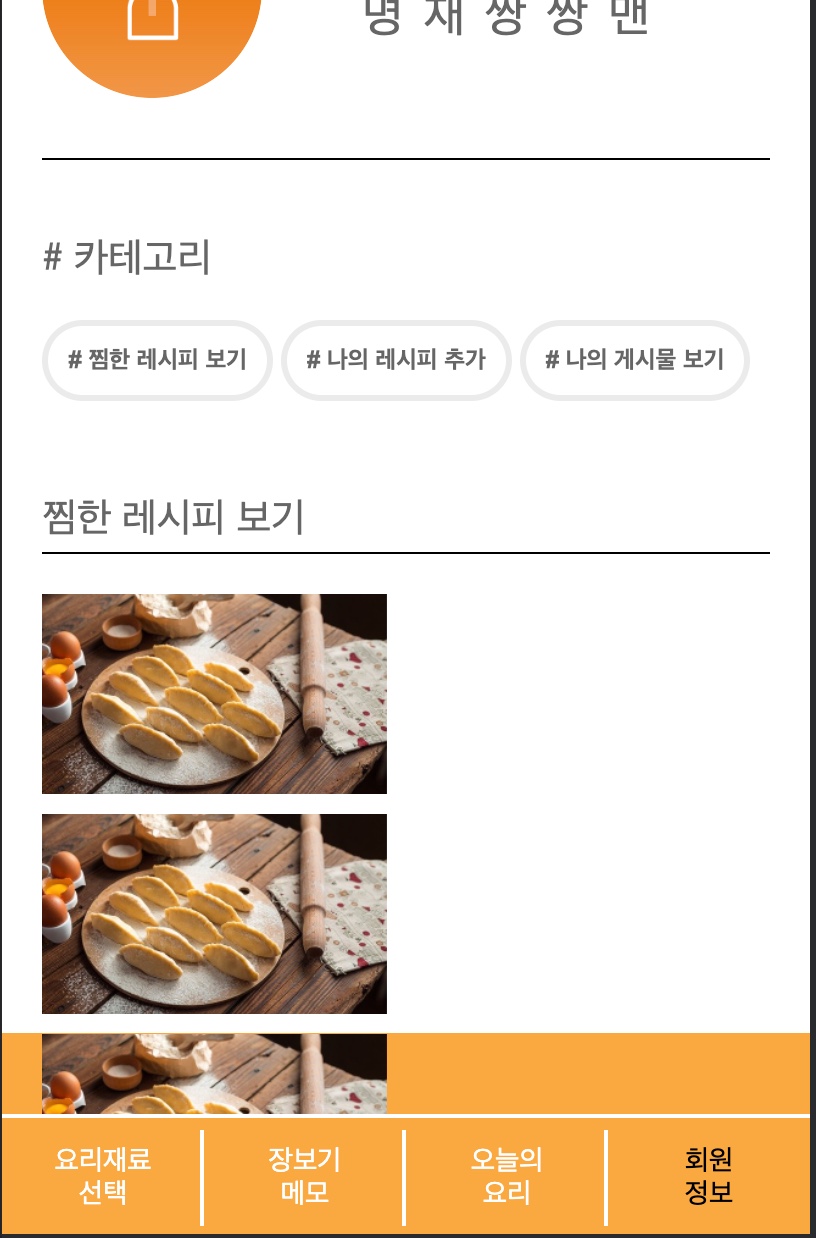 명 재 짱 짱 맨
# 카테고리
# 찜한 레시피 보기
# 나의 레시피 추가
# 나의 게시물 보기
찜한 레시피 보기
요리재료
선택
장보기
메모
오늘의
요리
회원
정보